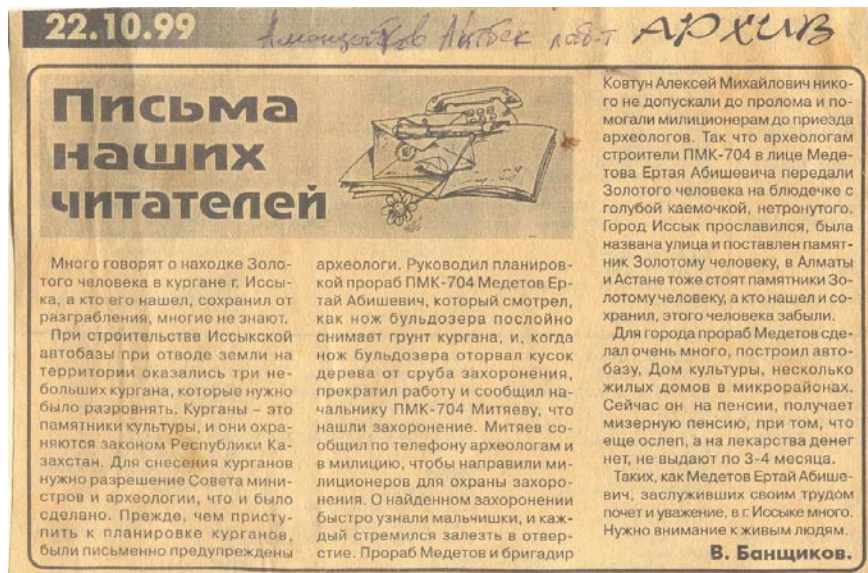 22.10.99
АРХИВ
Письма
наших
читателей
Много говорят о находке Золо-
того человека в кургане г. Иссы-
ка, а кто его нашел, сохранил от
разграбления, многие не знают.
При строительстве Иссыкской
автобазы при отводе земли на
территории оказались три не-
больших кургана, которые нужно
было разровнять. Курганы – это
памятники культуры, и они охра-
няются законом Республики Ка-
захстан. Для снесения курганов
нужно разрешение Совета мини-
стров и археологии, что и было
сделано. Прежде, чем присту-
пить к планировке курганов,
были письменно предупреждены
археологи. Руководил планиров-
кой прораб ПМК-704 Медетов Ер-
тай Абишевич, который смотрел,
как нож бульдозера послойно
снимает грунт кургана, и, когда
нож бульдозера оторвал кусок
дерева от сруба захоронения,
прекратил работу и сообщил на-
чальнику ПМК-704 Митяеву, что
нашли захоронение. Митяев со-
общил по телефону археологам и
в милицию, чтобы направили ми-
лиционеров для охраны захоро-
нения. О найденном захоронении
быстро узнали мальчишки, и каж-
дый стремился залезть в отвер-
стие. Прораб Медетов и бригадир
Ковтун Алексей Михайлович нико-
го не допускали до пролома и по-
могали милиционерам до приезда
археологов. Так что археологам
строители ПМК-704 в лице Меде-
това Ертая Абишевича передали
Золотого человека на блюдечке с
голубой каемочкой, нетронутого.
Город Иссык прославился, была
названа улица и поставлен памят-
ник Золотому человеку, в Алматы
и Астане тоже стоят памятники Зо-
лотому человеку, а кто нашел и со-
хранил, этого человека забыли.
Для города прораб Медетов сде-
лал очень много, построил авто-
базу, Дом культуры, несколько
жилых домов в микрорайонах.
Сейчас он на пенсии, получает
мизерную пенсию, при том, что
еще ослеп, а на лекарства денег
нет, не выдают по 3-4 месяца.
Таких, как Медетов Ертай Абише-
вич, заслуживших своим трудом
почет и уважение, в г. Иссыке много.
Нужно внимание к живым людям.
В. Банщиков.